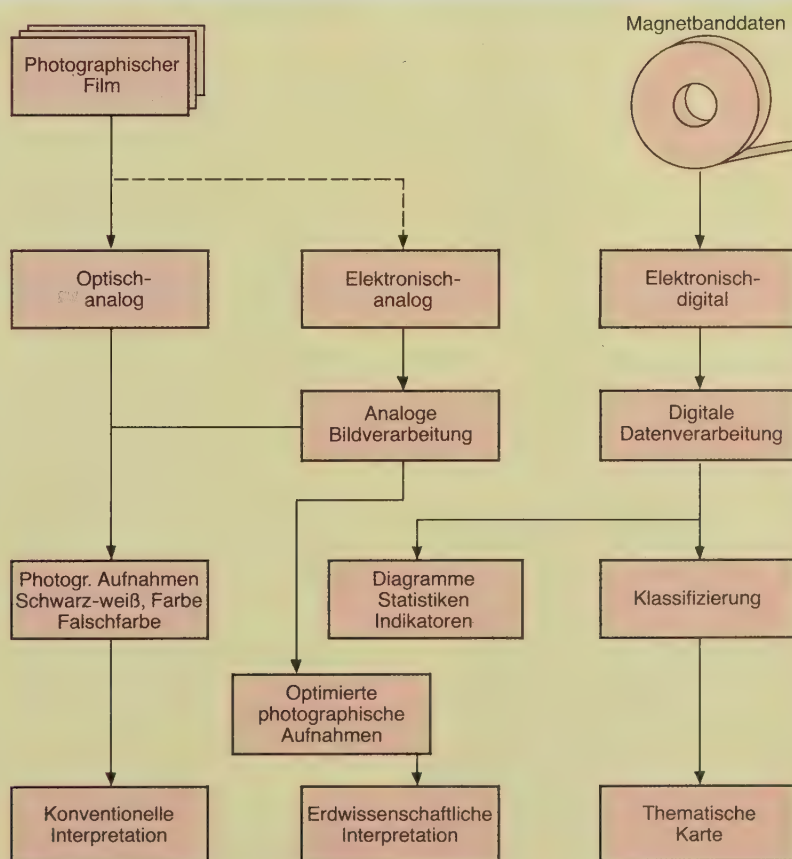 Photographischer
Film
Magnetbanddaten
Optisch-
analog
Elektronisch-
analog
Elektronisch-
digital
Analoge
Bildverarbeitung
Digitale
Datenverarbeitung
Photogr. Aufnahmen
Schwarz-weiß, Farbe
Falschfarbe
Diagramme
Statistiken
Indikatoren
Klassifizierung
Optimierte
photographische
Aufnahmen
Konventionelle
Interpretation
Erdwissenschaftliche
Interpretation
Thematische
Karte